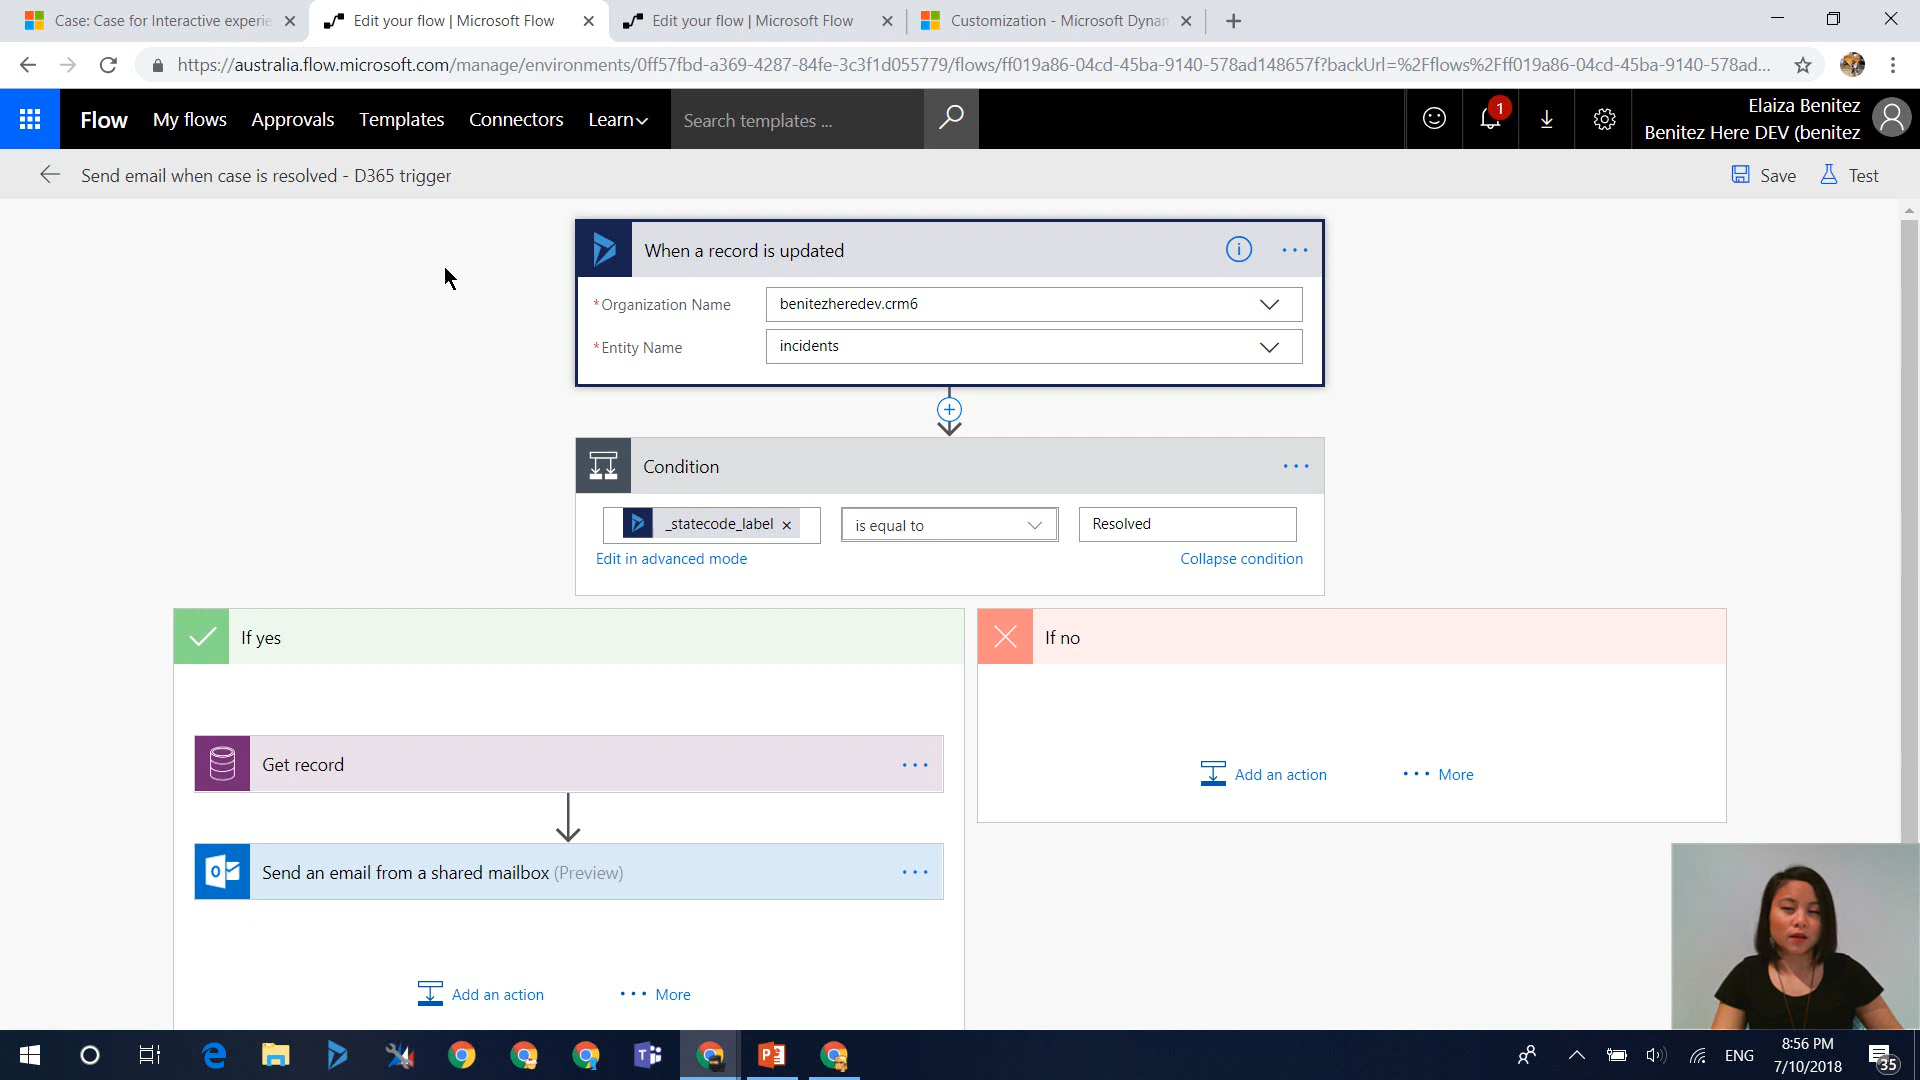 Case: Case for Interactive experie
Edit your flow | Microsoft Flow
Edit your flow | Microsoft Flow
Customization - Microsoft Dynam
https://australia.flow.microsoft.com/manage/environments/0ff57fbd-a369-4287-84fe-3c3f1d055779/flows/ff019a86-04cd-45ba-9140-578ad148657f?backUrl=%2Fflows%2Fff019a86-04cd-45ba-9140-578ad...
Flow
My flows
Approvals
Templates
Connectors
Learn
Search templates ...
1
Elaiza Benitez
Benitez Here DEV (benitez
Send email when case is resolved - D365 trigger
Save
Test
When a record is updated
*Organization Name
benitezheredev.crm6
*Entity Name
incidents
Condition
_statecode_label
is equal to
Resolved
Edit in advanced mode
Collapse condition
If yes
If no
Get record
Add an action
More
Send an email from a shared mailbox (Preview)
Add an action
More
ENG
8:56 PM
7/10/2018
35